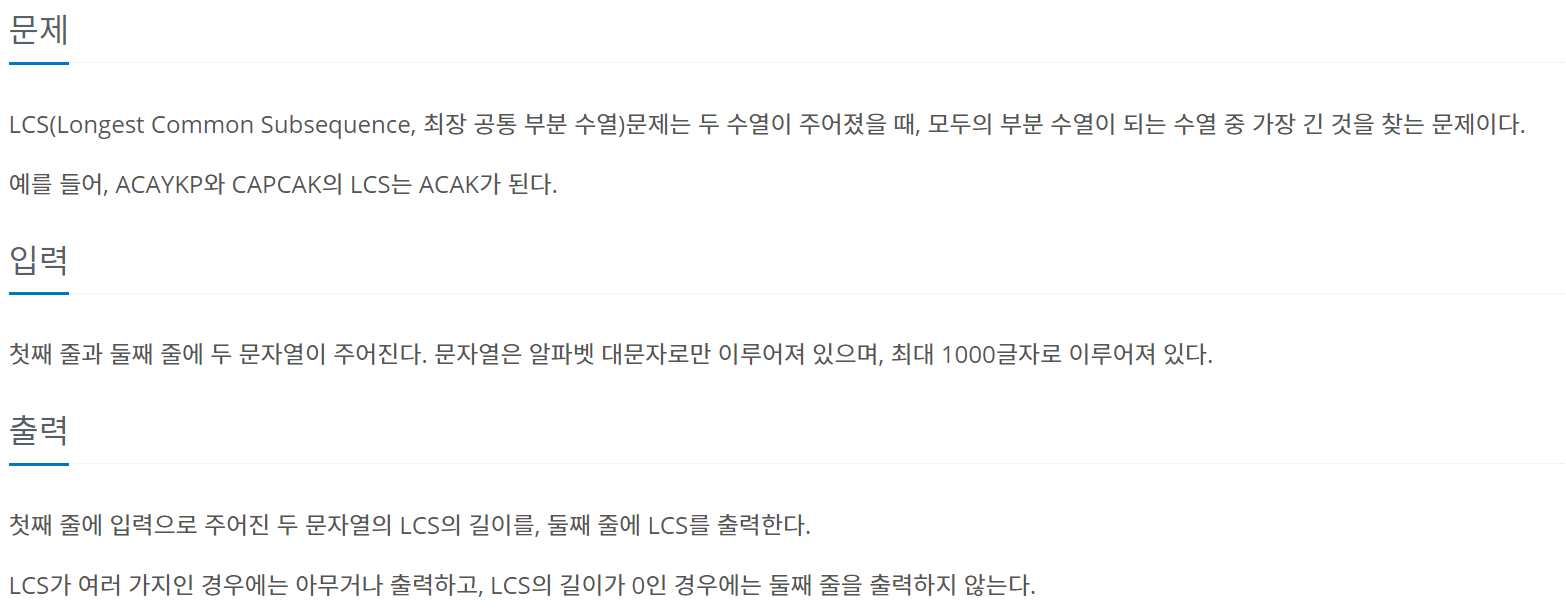 문제
LCS(Longest Common Subsequence, 최장 공통 부분 수열)문제는 두 수열이 주어졌을 때, 모두의 부분 수열이 되는 수열 중 가장 긴 것을 찾는 문제이다.
예를 들어, ACAYKP와 CAPCAK의 LCS는 ACAK가 된다.
입력
첫째 줄과 둘째 줄에 두 문자열이 주어진다. 문자열은 알파벳 대문자로만 이루어져 있으며, 최대 1000글자로 이루어져 있다.
출력
첫째 줄에 입력으로 주어진 두 문자열의 LCS의 길이를, 둘째 줄에 LCS를 출력한다.
LCS가 여러 가지인 경우에는 아무거나 출력하고, LCS의 길이가 0인 경우에는 둘째 줄을 출력하지 않는다.